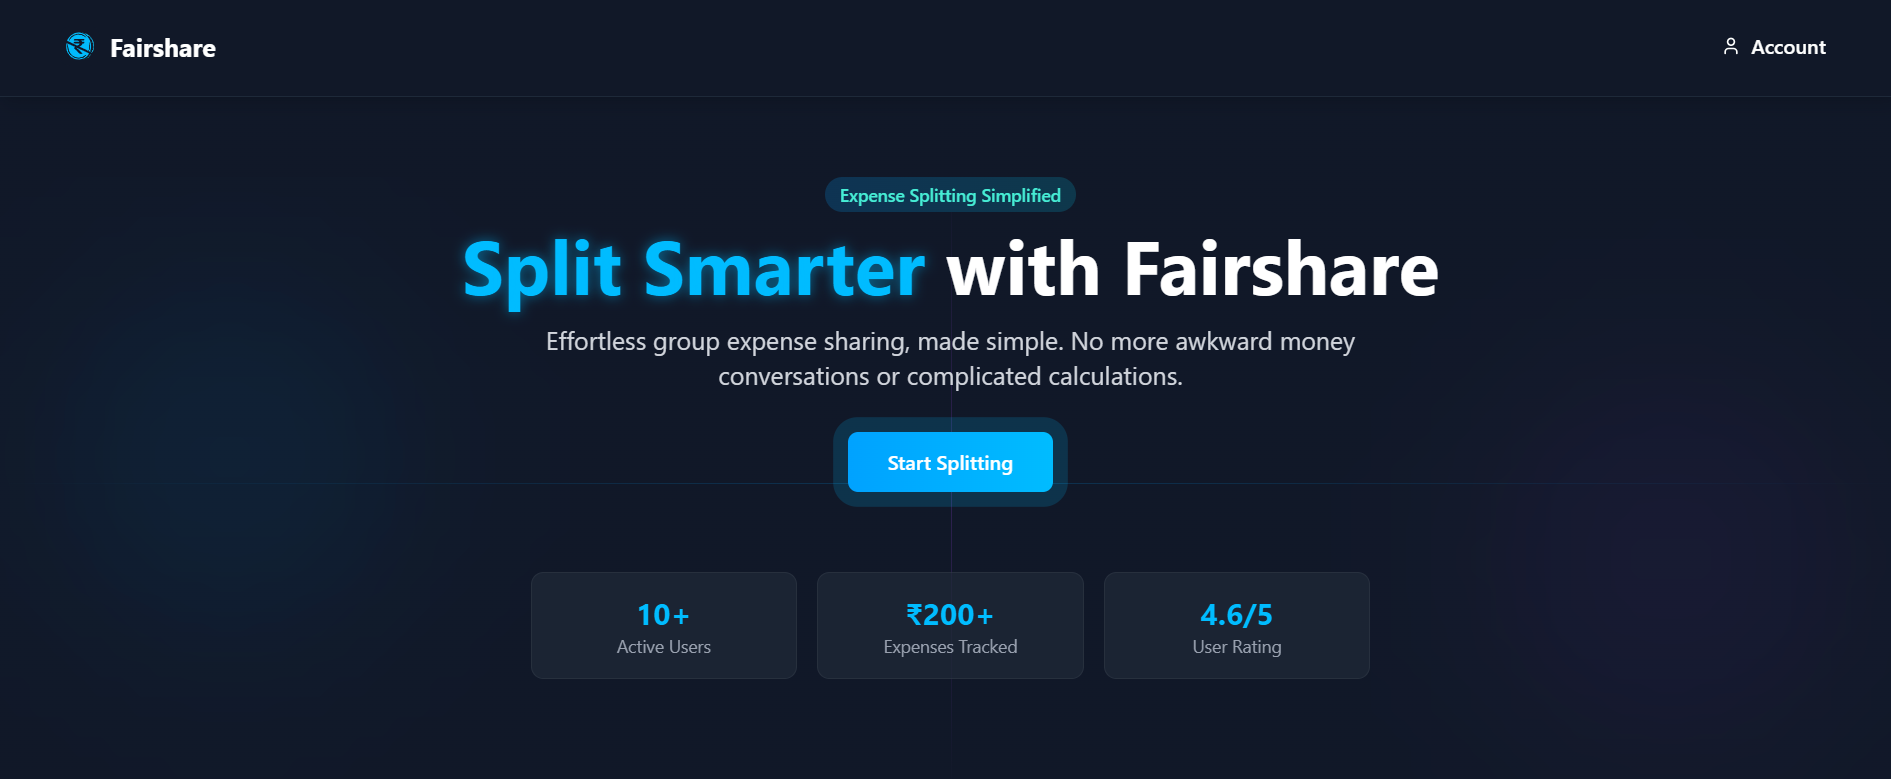 Fairshare
Account
Expense Splitting Simplified
Split Smarter with Fairshare
Effortless group expense sharing, made simple. No more awkward money
conversations or complicated calculations.
Start Splitting
10+
Active Users
₹200+
Expenses Tracked
4.6/5
User Rating